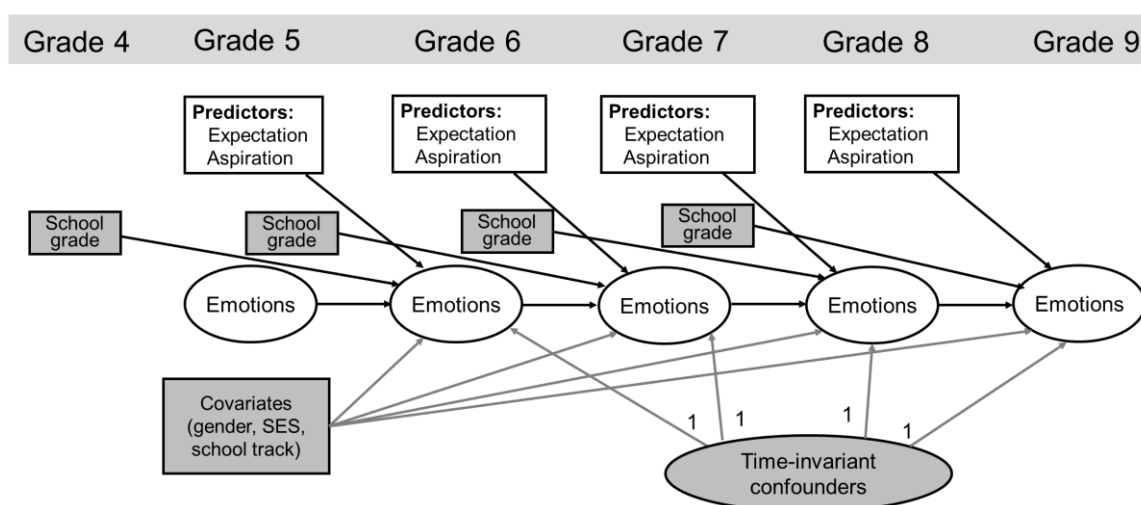 Grade 4 Grade 5 Grade 6 Grade 7 Grade 8 Grade 9
Predictors:
Expectation
Aspiration
Predictors:
Expectation
Aspiration
Predictors:
Expectation
Aspiration
Predictors:
Expectation
Aspiration
School
grade
School
grade
School
grade
School
grade
Emotions
Emotions
Emotions
Emotions
Emotions
Covariates
(gender, SES,
school track)
1
1
1
1
Time-invariant
confounders